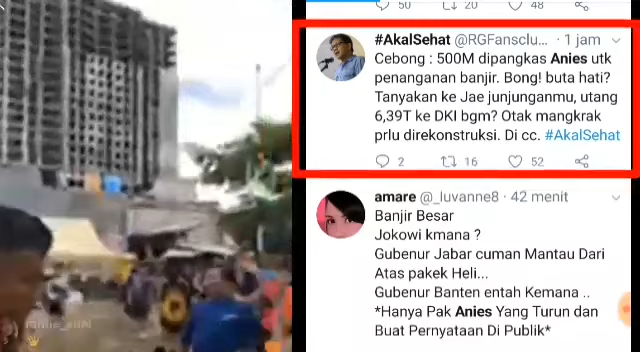 50 20 48
#AkalSehat @RGFansclu... · 1 jam
Cebong : 500M dipangkas Anies utk
penanganan banjir. Bong! buta hati?
Tanyakan ke Jae junjunganmu, utang
6,39T ke DKI bgm? Otak mangkrak
prlu direkonstruksi. Di cc. #AkalSehat
2 16 52
amare @_luvanne8 · 42 menit
Banjir Besar
Jokowi kmana ?
Gubenur Jabar cuman Mantau Dari
Atas pakek Heli...
Gubenur Banten entah Kemana ..
*Hanya Pak Anies Yang Turun dan
Buat Pernyataan Di Publik*